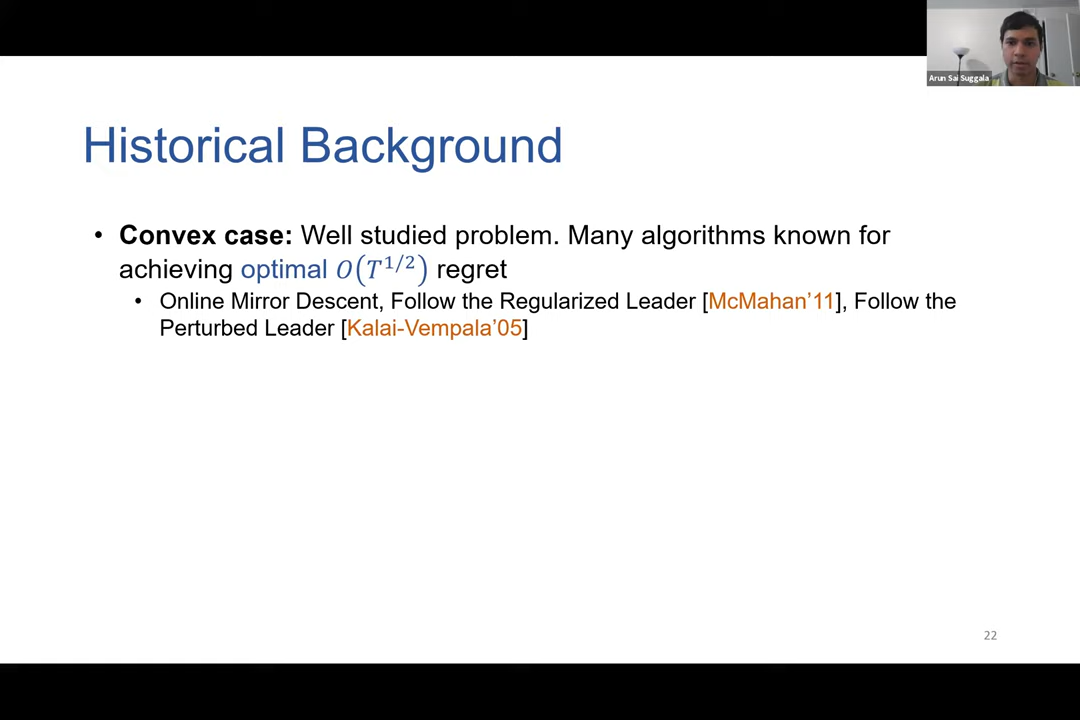 Arun Sai Suggala
Historical Background
• Convex case: Well studied problem. Many algorithms known for
achieving optimal O(T^{1/2}) regret
• Online Mirror Descent, Follow the Regularized Leader [McMahan’11], Follow the
Perturbed Leader [Kalai-Vempala’05]
22